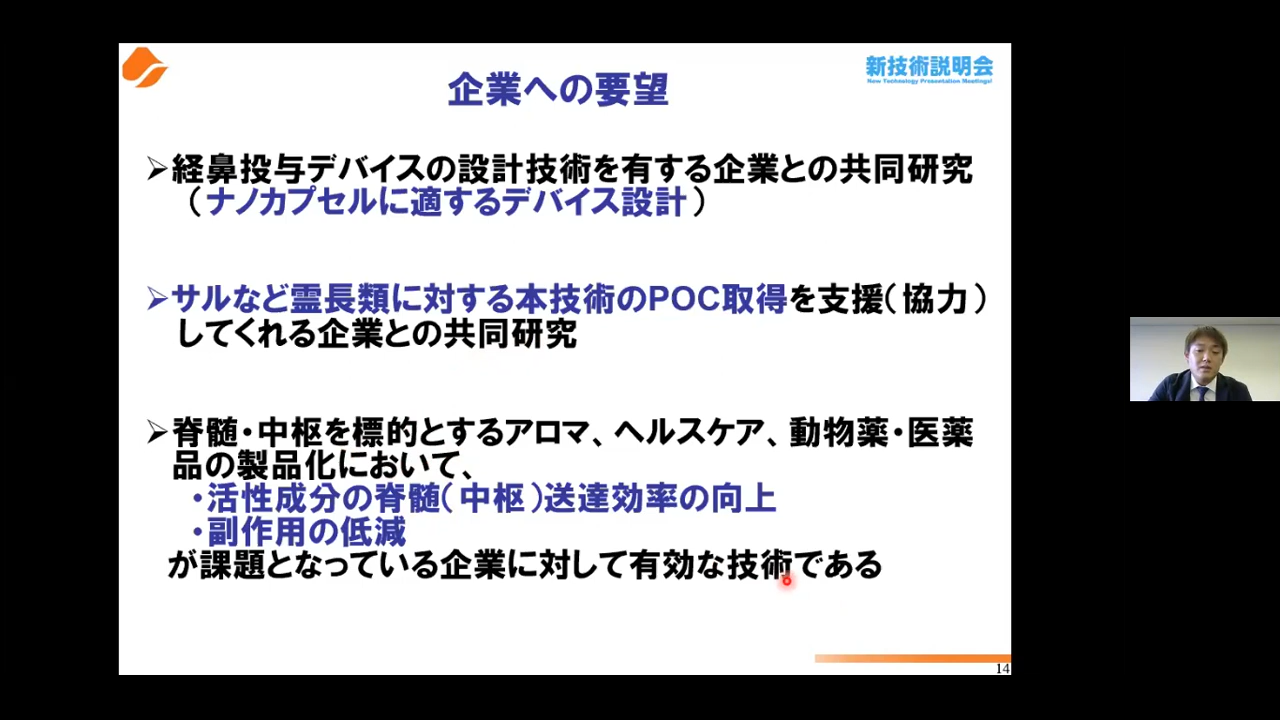 新技術説明会
New Technology Presentation Meetings!
企業への要望
➢経鼻投与デバイスの設計技術を有する企業との共同研究
（ナノカプセルに適するデバイス設計）
➢サルなど霊長類に対する本技術のPOC取得を支援（協力）
してくれる企業との共同研究
➢脊髄・中枢を標的とするアロマ、ヘルスケア、動物薬・医薬
品の製品化において、
・活性成分の脊髄（中枢）送達効率の向上
・副作用の低減
が課題となっている企業に対して有効な技術である
14